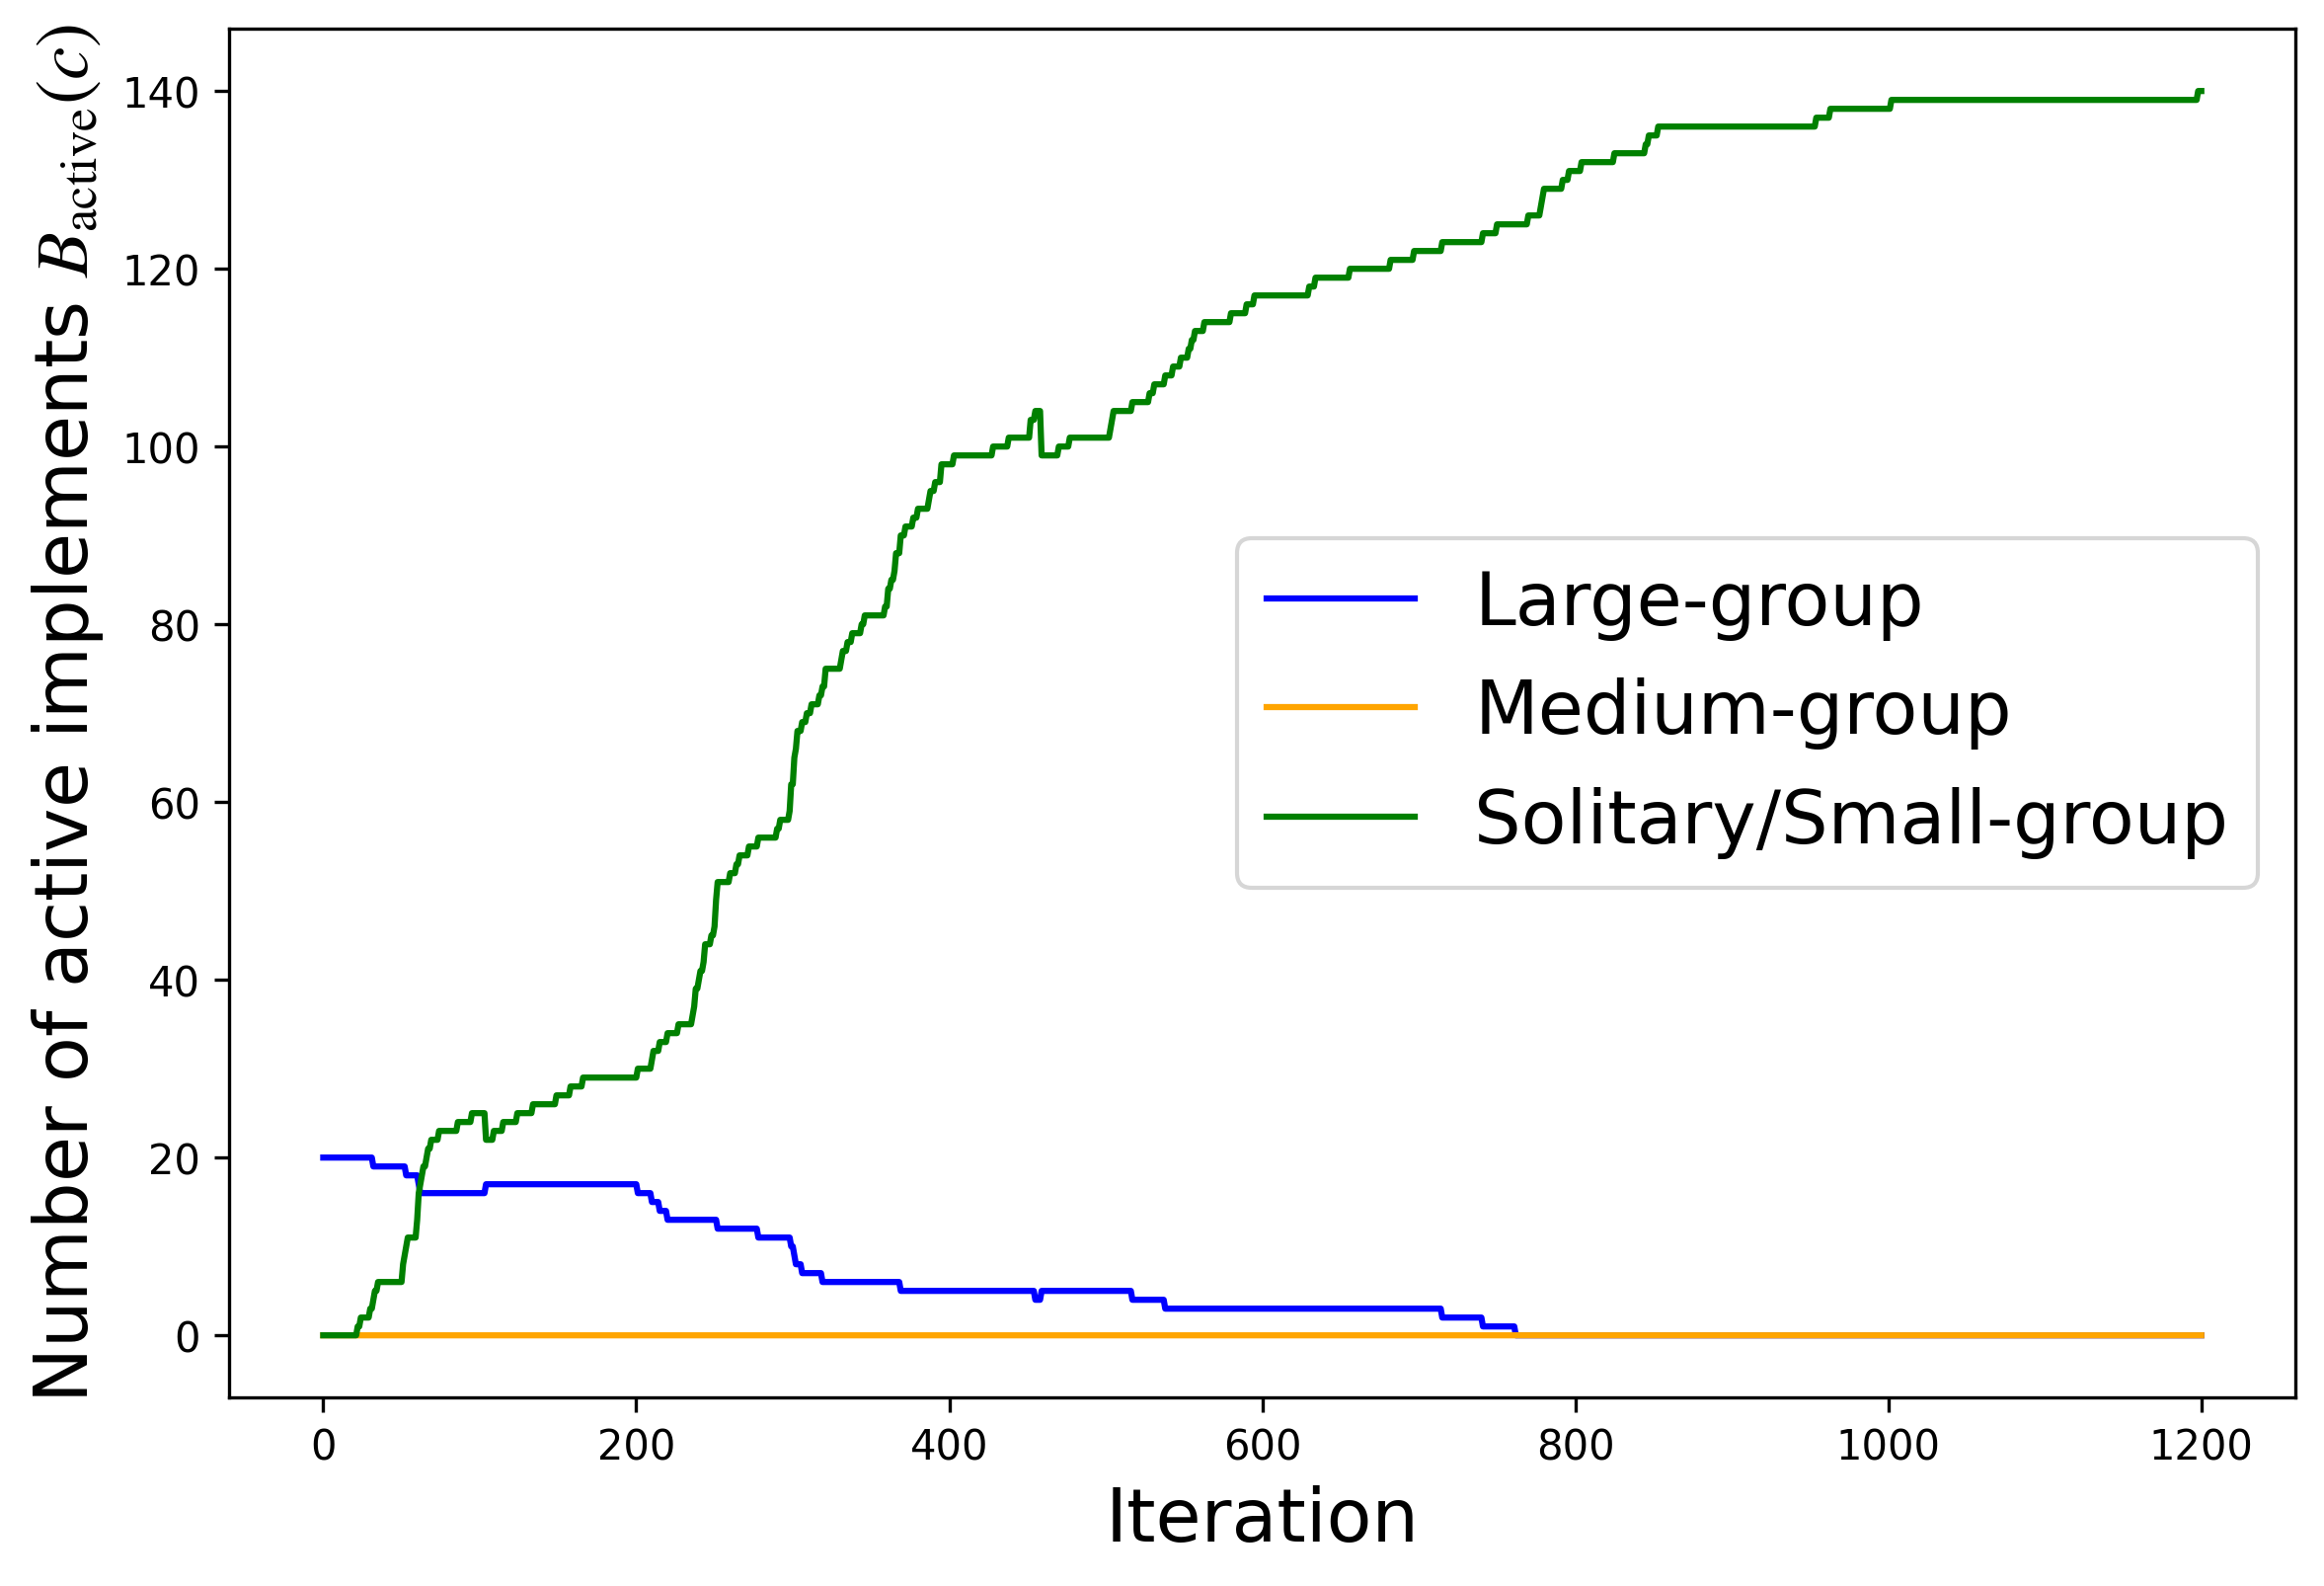 Number of active implements B_active(c)
140
120
100
80
60
40
20
0
Large-group
Medium-group
Solitary/Small-group
0 200 400 600 800 1000 1200
Iteration